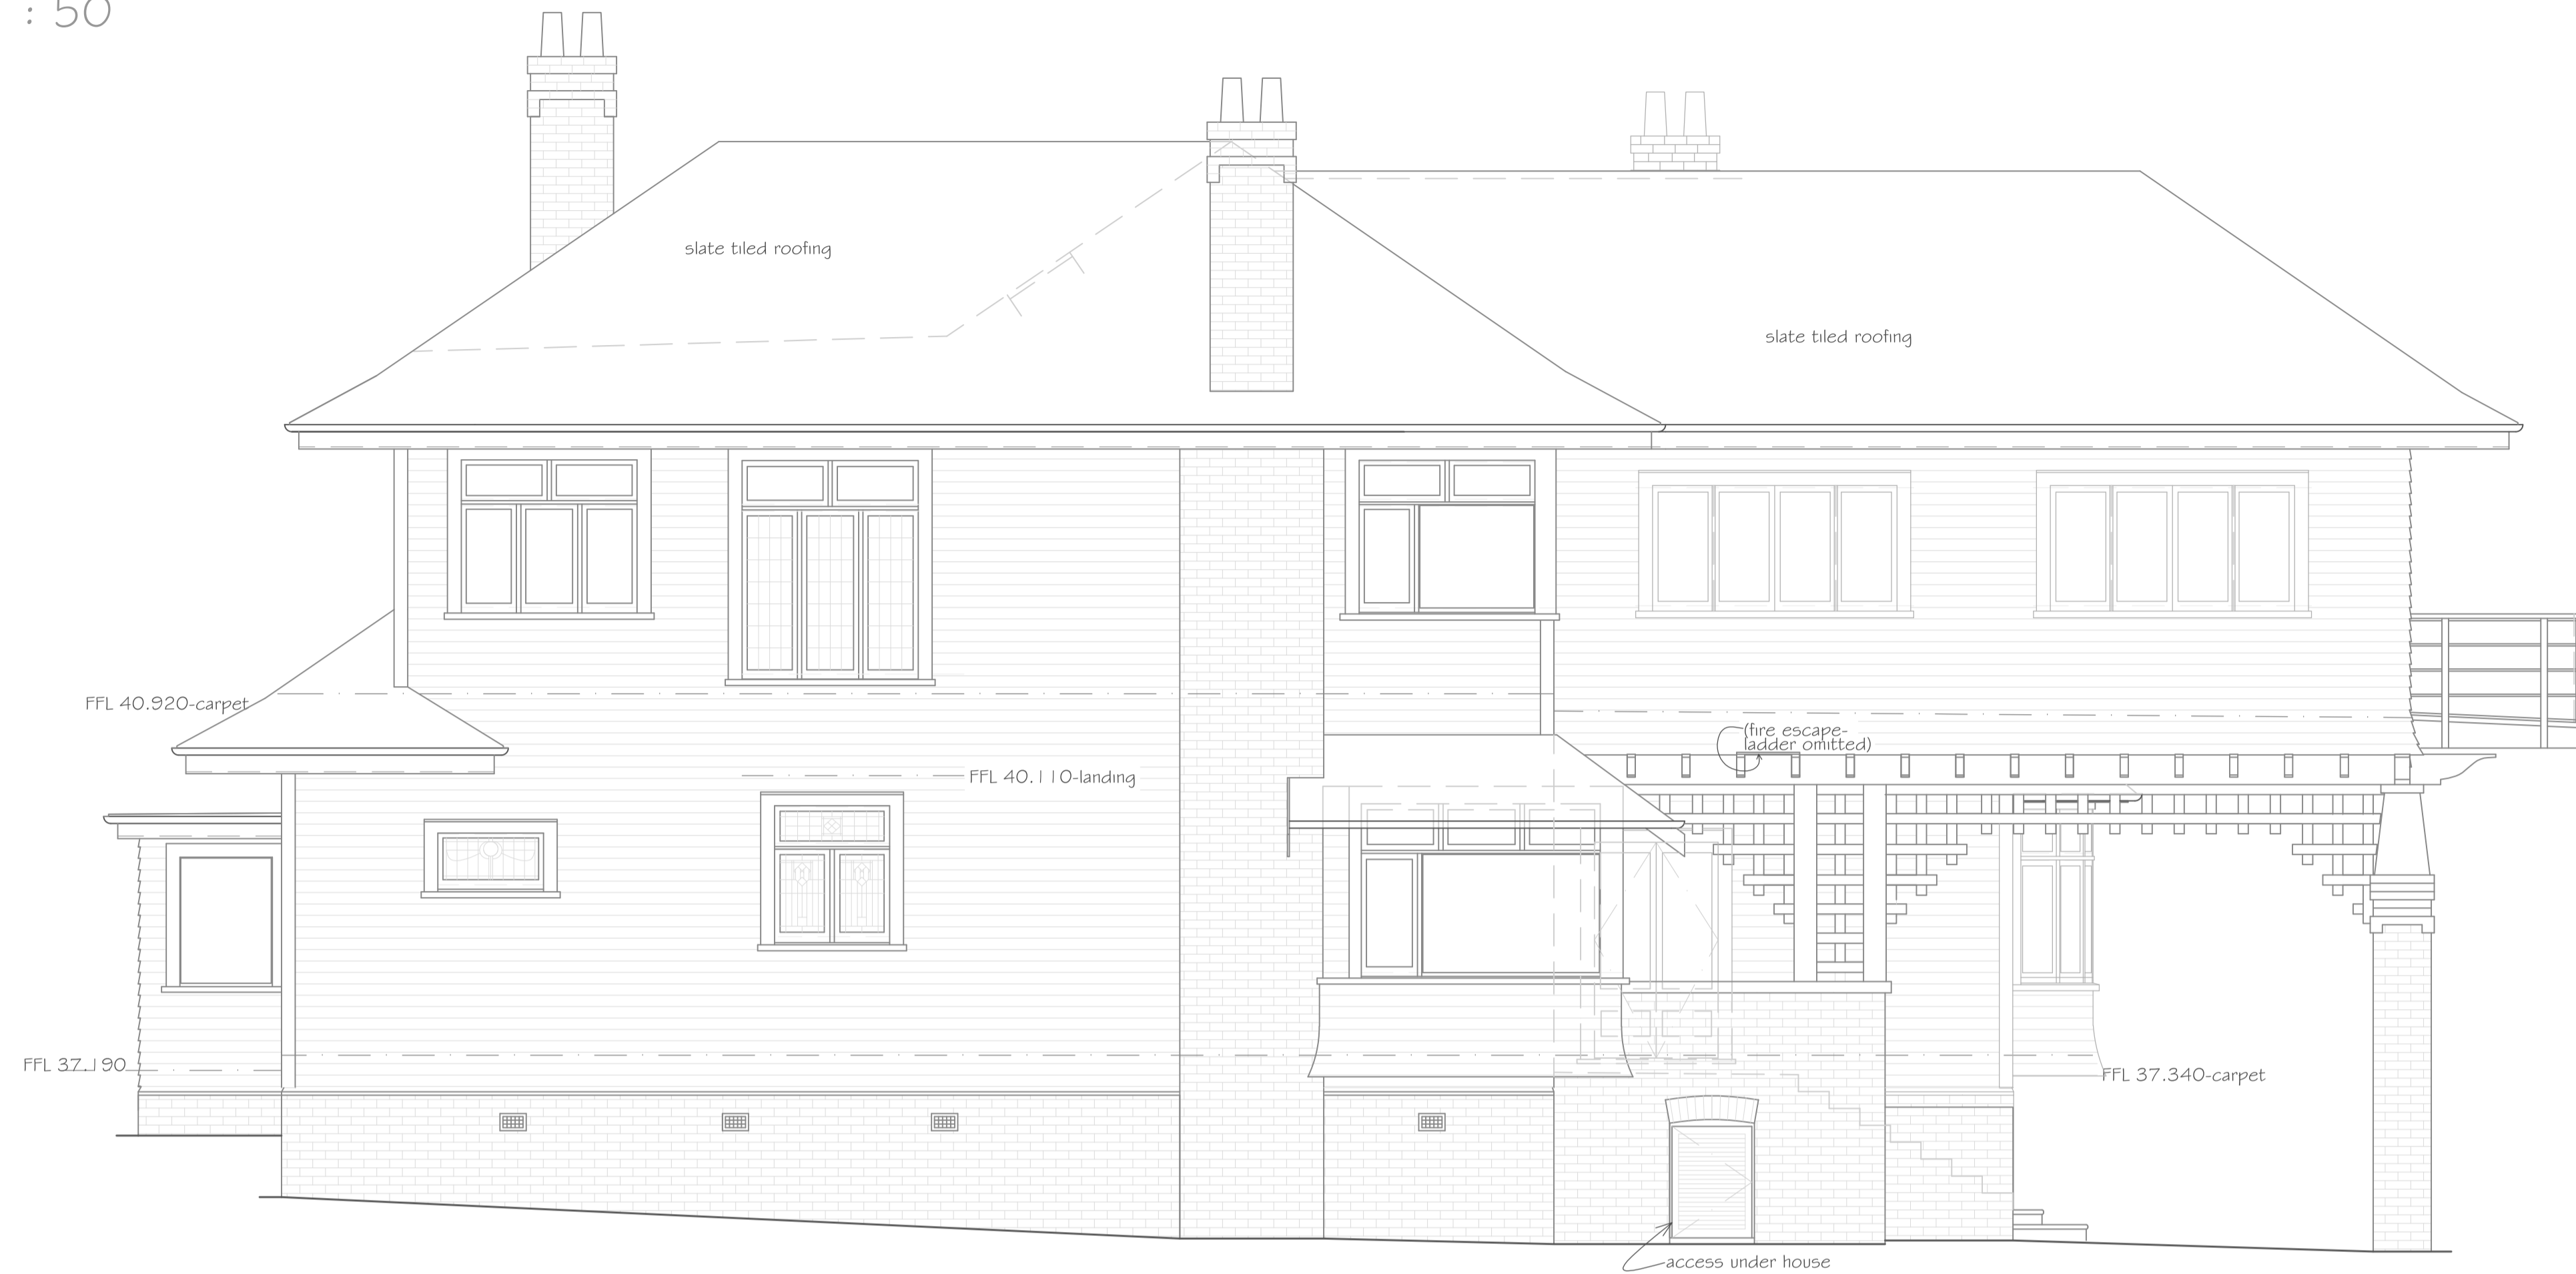 : 50
slate tiled roofing
slate tiled roofing
FFL 40.920-carpet
(fire escape-
ladder omitted)
FFL 40.110-landing
FFL 37.190
FFL 37.340-carpet
access under house